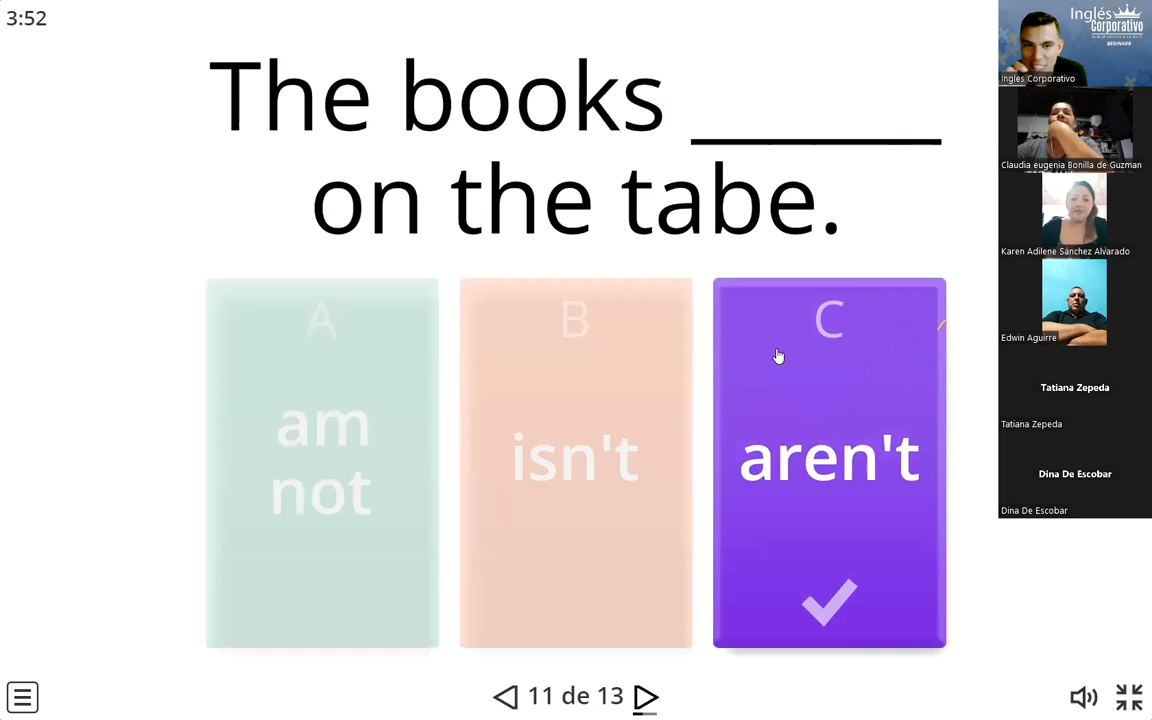 3:52
The books ______
on the tabe.
A
am
not
B
isn't
C
aren't
11 de 13
Inglés
Corporativo
BEGINNER
Ingles Corporativo
Claudia eugenia Bonilla de Guzman
Karen Adilene Sánchez Alvarado
Edwin Aguirre
Tatiana Zepeda
Tatiana Zepeda
Dina De Escobar
Dina De Escobar